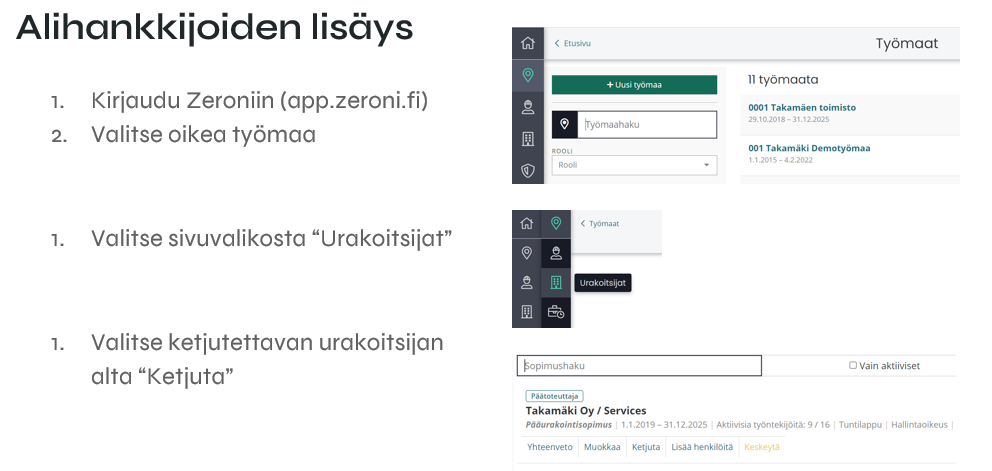 Alihankkijoiden lisäys
1. Kirjaudu Zeroniin (app.zeroni.fi)
2. Valitse oikea työmaa
1. Valitse sivuvalikosta “Urakoitsijat”
1. Valitse ketjutettavan urakoitsijan
alta “Ketjuta”
Etusivu
Työmaat
+ Uusi työmaa
Työmaahaku
ROOLI
Rooli
11 työmaata
0001 Takamäen toimisto
29.10.2018 – 31.12.2025
001 Takamäki Demotyömaa
1.1.2015 – 4.2.2022
Työmaat
Urakoitsijat
Sopimushaku
Vain aktiiviset
Päätoteuttaja
Takamäki Oy / Services
Pääurakointisopimus | 1.1.2019 – 31.12.2025 | Aktiivisia työntekijöitä: 9 / 16 | Tuntilappu | Hallintaoikeus |
Yhteenveto | Muokkaa | Ketjuta | Lisää henkilöitä | Keskeytä